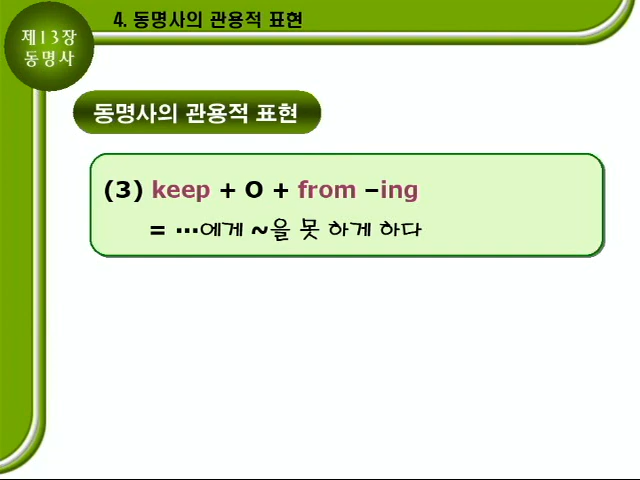 4. 동명사의 관용적 표현
제13장
동명사
동명사의 관용적 표현
(3) keep + O + from –ing
= …에게 ~을 못 하게 하다